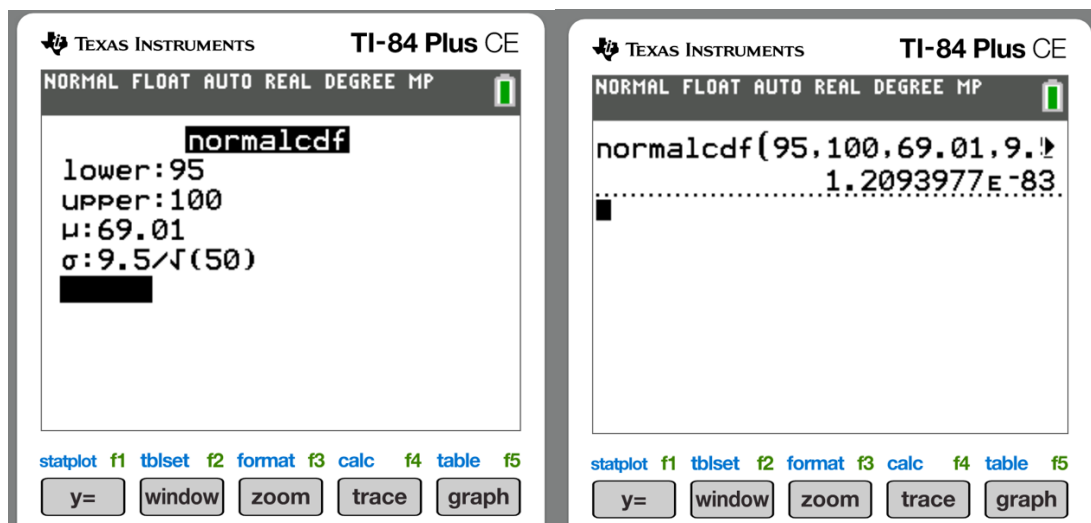 TEXAS INSTRUMENTS TI-84 Plus CE
NORMAL FLOAT AUTO REAL DEGREE MP
normalcdf
lower:95
upper:100
μ:69.01
σ:9.5/√(50)
statplot f1 tblset f2 format f3 calc f4 table f5
y= window zoom trace graph
TEXAS INSTRUMENTS TI-84 Plus CE
NORMAL FLOAT AUTO REAL DEGREE MP
normalcdf(95,100,69.01,9.
1.2093977ᴇ⁻83
statplot f1 tblset f2 format f3 calc f4 table f5
y= window zoom trace graph